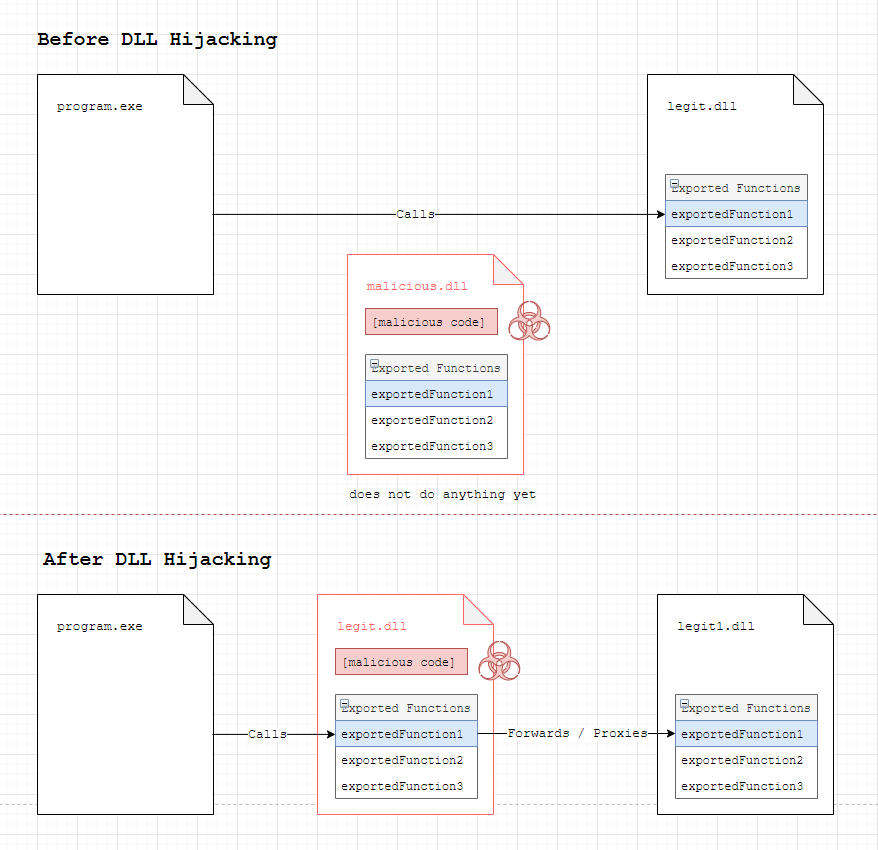 Before DLL Hijacking
program.exe
legit.dll
Exported Functions
Calls
exportedFunction1
exportedFunction2
exportedFunction3
malicious.dll
[malicious code]
Exported Functions
exportedFunction1
exportedFunction2
exportedFunction3
does not do anything yet
After DLL Hijacking
program.exe
legit.dll
legit1.dll
[malicious code]
Exported Functions
Exported Functions
Calls
exportedFunction1
Forwards / Proxies
exportedFunction1
exportedFunction2
exportedFunction2
exportedFunction3
exportedFunction3